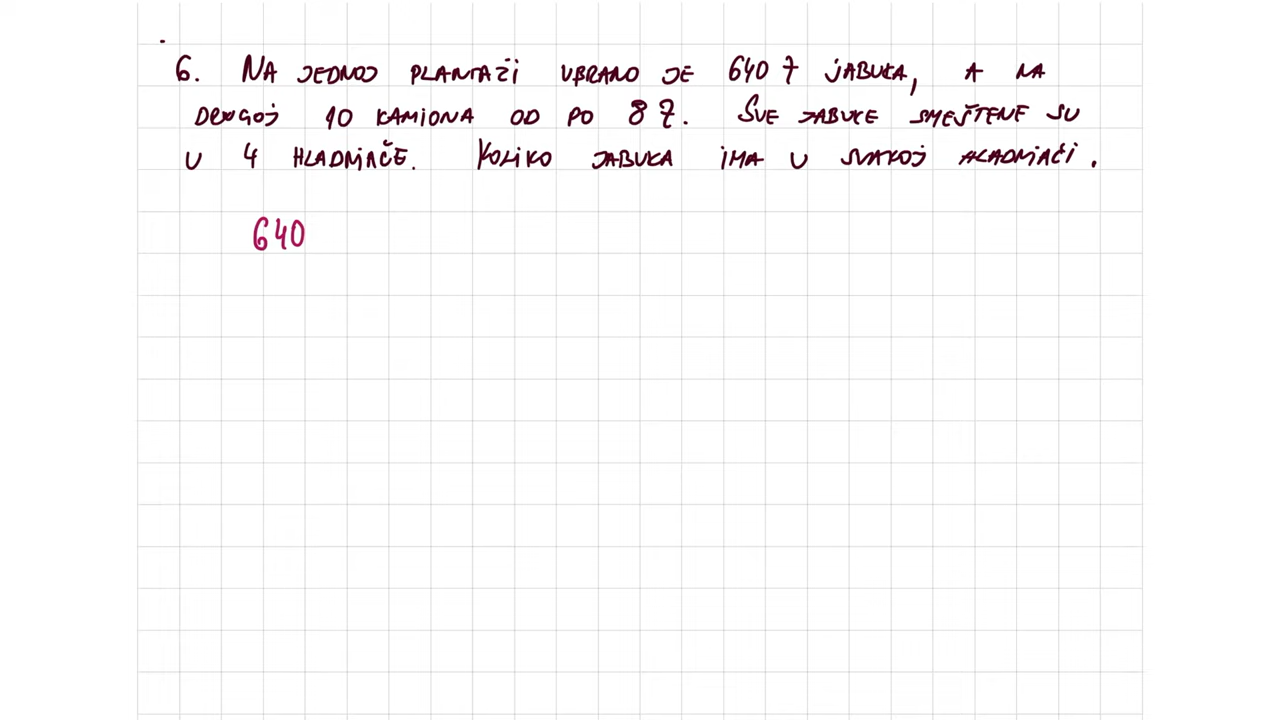 6. NA JEDNOJ PLANTAŽI UBRANO JE 640 t JABUKA, A NA
DRUGOJ 10 KAMIONA OD PO 8 t. SVE JABUKE SMEŠTENE SU
U 4 HLADNJAČE. KOLIKO JABUKA IMA U SVAKOJ HLADNJAČI.
640